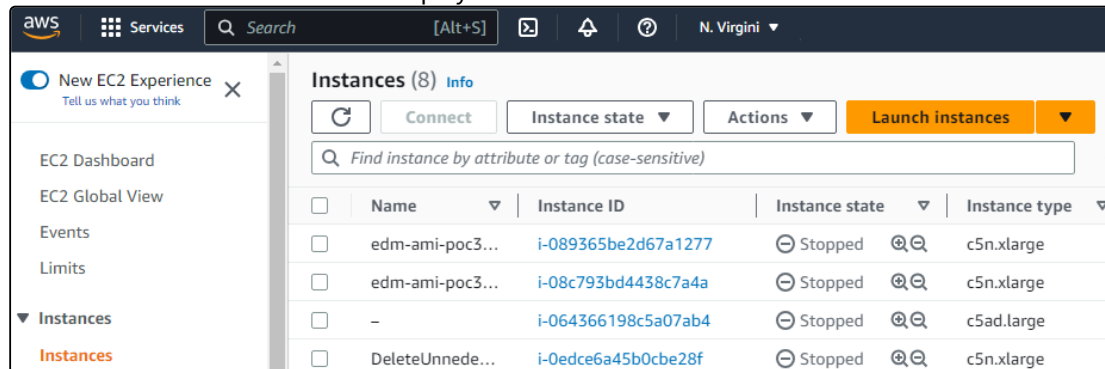 aws Services Search [Alt+S] N. Virgini
New EC2 Experience
Tell us what you think
EC2 Dashboard
EC2 Global View
Events
Limits
Instances
Instances
Instances (8) Info
Connect Instance state Actions Launch instances
Find instance by attribute or tag (case-sensitive)
Name Instance ID Instance state Instance type
edm-ami-poc3... i-089365be2d67a1277 Stopped c5n.xlarge
edm-ami-poc3... i-08c793bd4438c7a4a Stopped c5n.xlarge
– i-064366198c5a07ab4 Stopped c5ad.large
DeleteUnnede... i-0edce6a45b0cbe28f Stopped c5n.xlarge